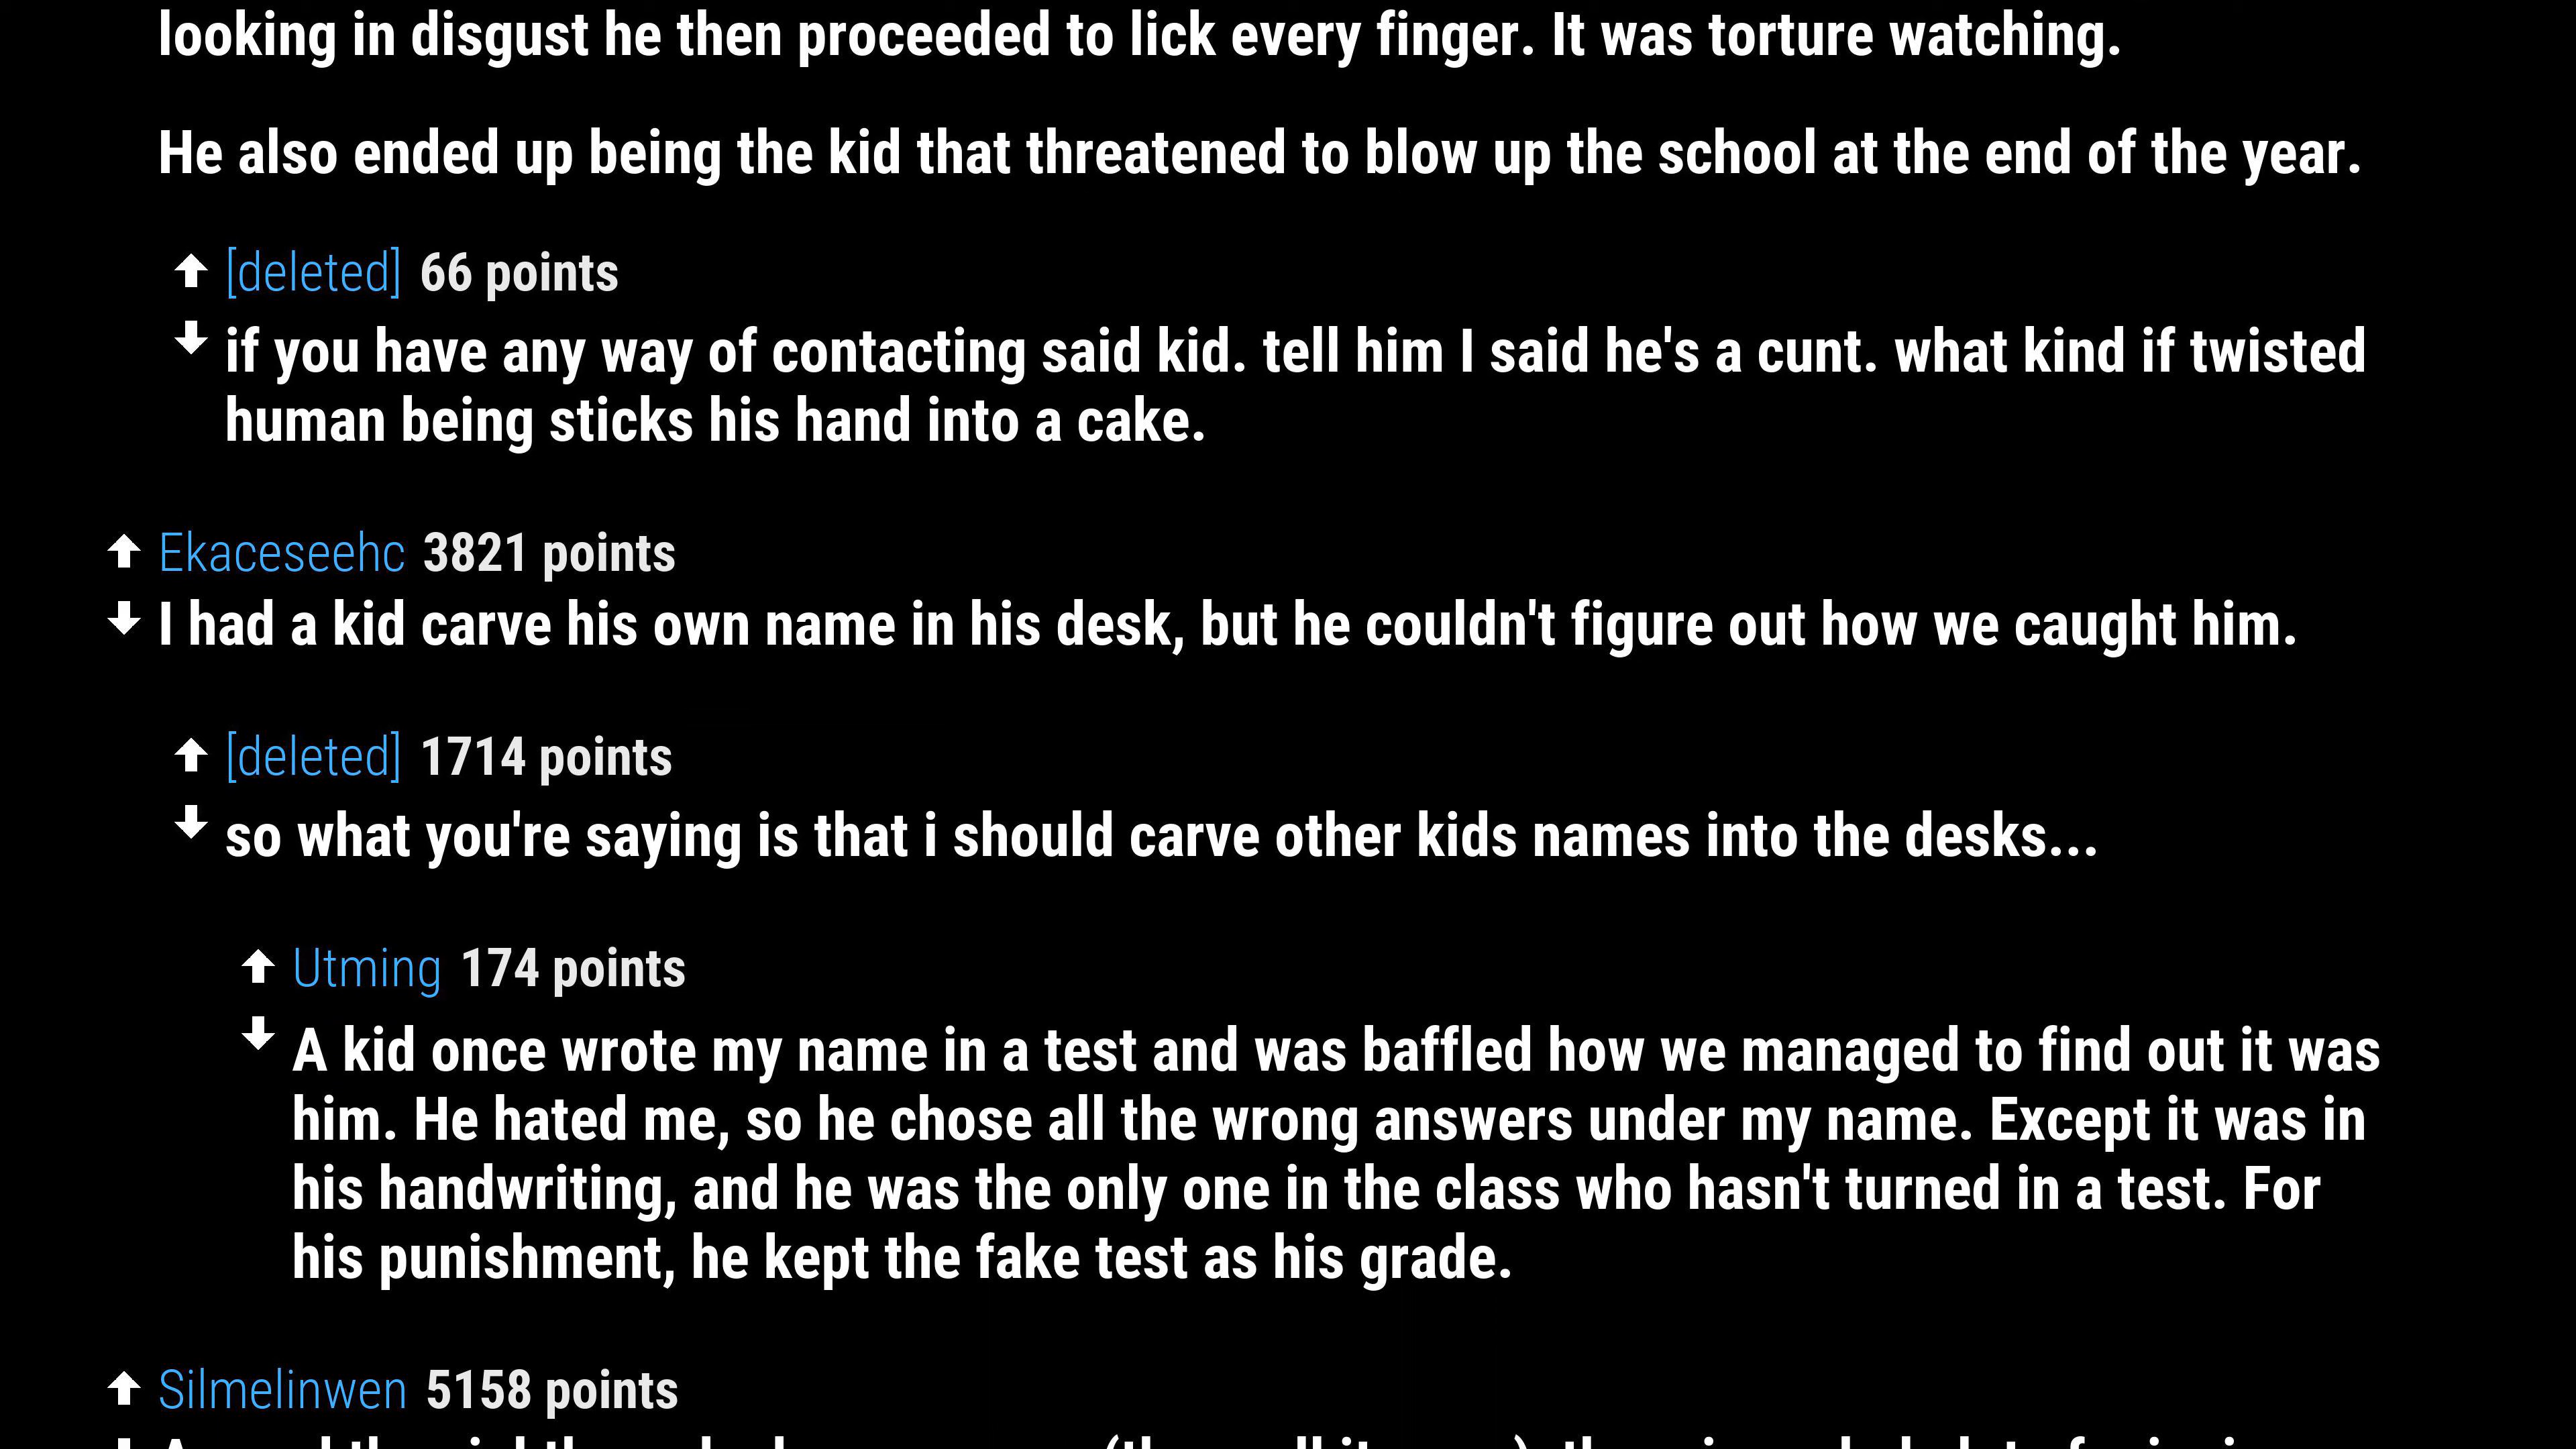 looking in disgust he then proceeded to lick every finger. It was torture watching.
He also ended up being the kid that threatened to blow up the school at the end of the year.
[deleted] 66 points
if you have any way of contacting said kid. tell him I said he's a cunt. what kind if twisted
human being sticks his hand into a cake.
Ekaceseehc 3821 points
I had a kid carve his own name in his desk, but he couldn't figure out how we caught him.
[deleted] 1714 points
so what you're saying is that i should carve other kids names into the desks...
Utming 174 points
A kid once wrote my name in a test and was baffled how we managed to find out it was
him. He hated me, so he chose all the wrong answers under my name. Except it was in
his handwriting, and he was the only one in the class who hasn't turned in a test. For
his punishment, he kept the fake test as his grade.
Silmelinwen 5158 points